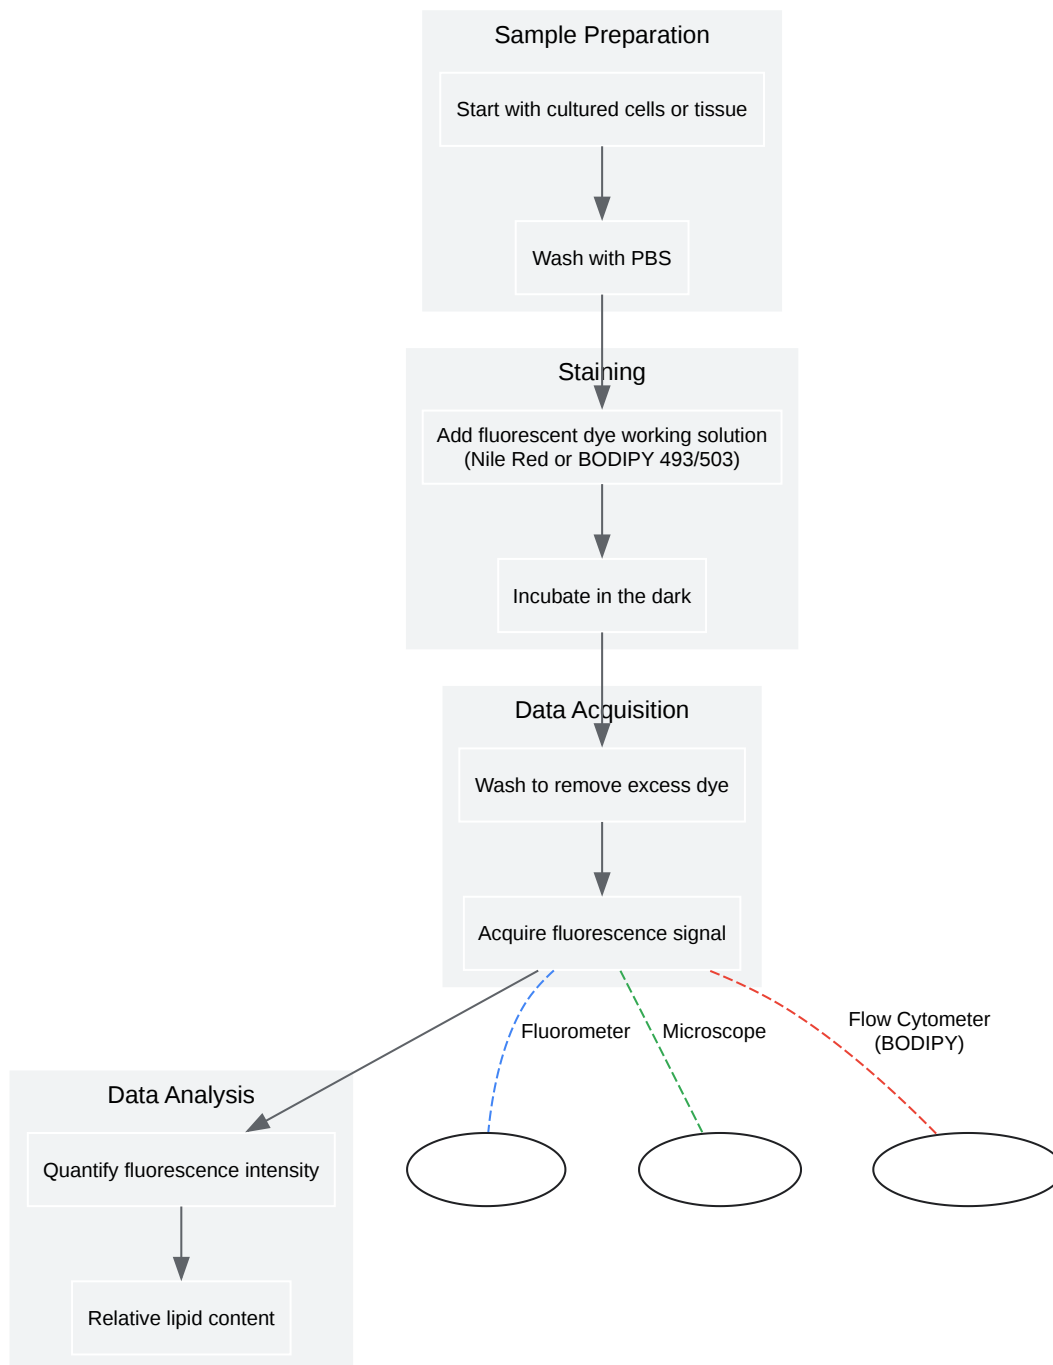 Sample Preparation
Start with cultured cells or tissue
Wash with PBS
Staining
Add fluorescent dye working solution
(Nile Red or BODIPY 493/503)
Incubate in the dark
Data Acquisition
Wash to remove excess dye
Acquire fluorescence signal
Fluorometer
Microscope
Flow Cytometer
(BODIPY)
Data Analysis
Quantify fluorescence intensity
Relative lipid content